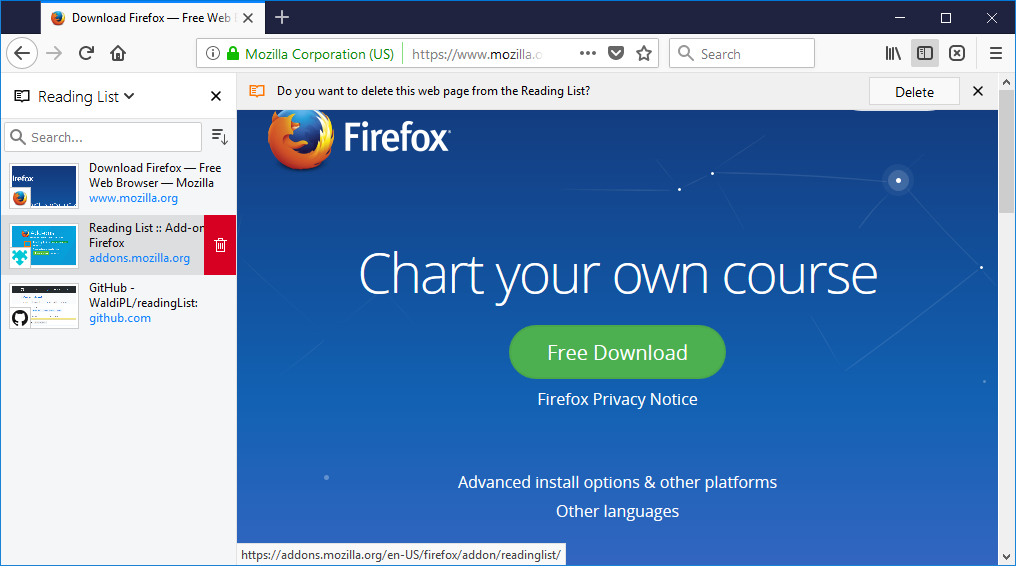 Download Firefox — Free Web
Mozilla Corporation (US)
https://www.mozilla.o
Search
Reading List
Do you want to delete this web page from the Reading List?
Delete
Search...
Download Firefox — Free
Web Browser — Mozilla
www.mozilla.org
Reading List :: Add-on
Firefox
addons.mozilla.org
GitHub -
WaldiPL/readingList:
github.com
Firefox
Chart your own course
Free Download
Firefox Privacy Notice
Advanced install options & other platforms
Other languages
https://addons.mozilla.org/en-US/firefox/addon/readinglist/